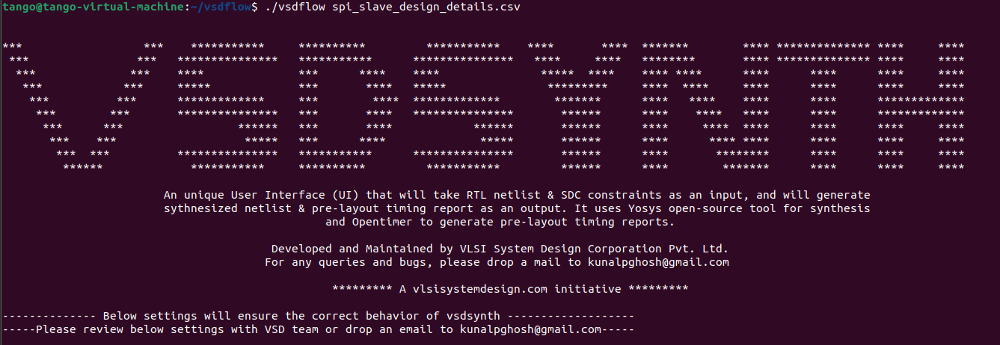 tango@tango-virtual-machine:~/vsdflow$ ./vsdflow spi_slave_design_details.csv
VSDSYNTH
An unique User Interface (UI) that will take RTL netlist & SDC constraints as an input, and will generate
sythnesized netlist & pre-layout timing report as an output. It uses Yosys open-source tool for synthesis
and Opentimer to generate pre-layout timing reports.
Developed and Maintained by VLSI System Design Corporation Pvt. Ltd.
For any queries and bugs, please drop a mail to kunalpghosh@gmail.com
********* A vlsisystemdesign.com initiative *********
-------------- Below settings will ensure the correct behavior of vsdsynth -------------------
-----Please review below settings with VSD team or drop an email to kunalpghosh@gmail.com-----